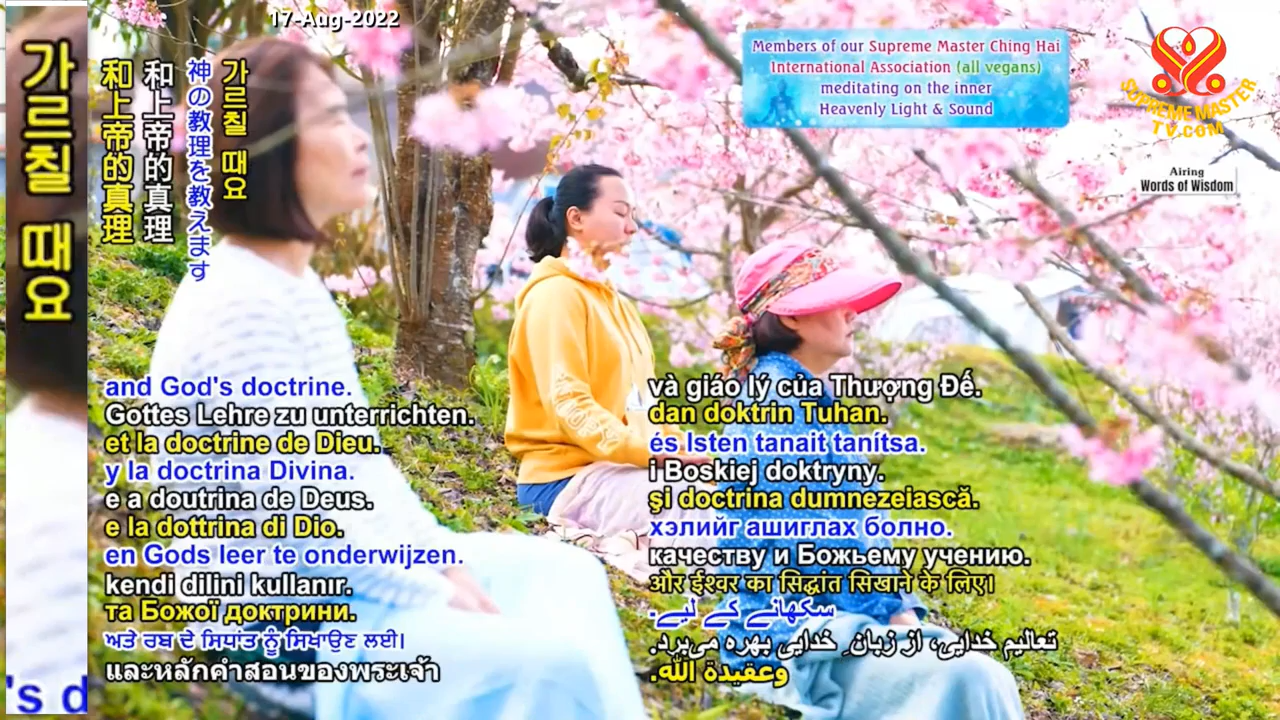 17-Aug-2022
Members of our Supreme Master Ching Hai
International Association (all vegans)
meditating on the inner
Heavenly Light & Sound
SUPREME MASTER
TV.COM
Airing
Words of Wisdom
가르칠 때요
和上帝的真理
和上帝的真理
神の教理を教えます
가르칠 때요
and God's doctrine.
Gottes Lehre zu unterrichten.
et la doctrine de Dieu.
y la doctrina Divina.
e a doutrina de Deus.
e la dottrina di Dio.
en Gods leer te onderwijzen.
kendi dilini kullanır.
та Божої доктрини.
ਅਤੇ ਰਬ ਦੇ ਸਿਧਾਂਤ ਨੂੰ ਸਿਖਾਉਣ ਲਈ।
และหลักคำสอนของพระเจ้า
và giáo lý của Thượng Đế.
dan doktrin Tuhan.
és Isten tanait tanítsa.
i Boskiej doktryny.
și doctrina dumnezeiască.
хэлийг ашиглах болно.
качеству и Божьему учению.
और ईश्वर का सिद्धांत सिखाने के लिए।
سکھانے کے لیے۔
تعالیم خدایی، از زبانِ خدایی بهره می‌برد.
وعقيدة الله.
's d